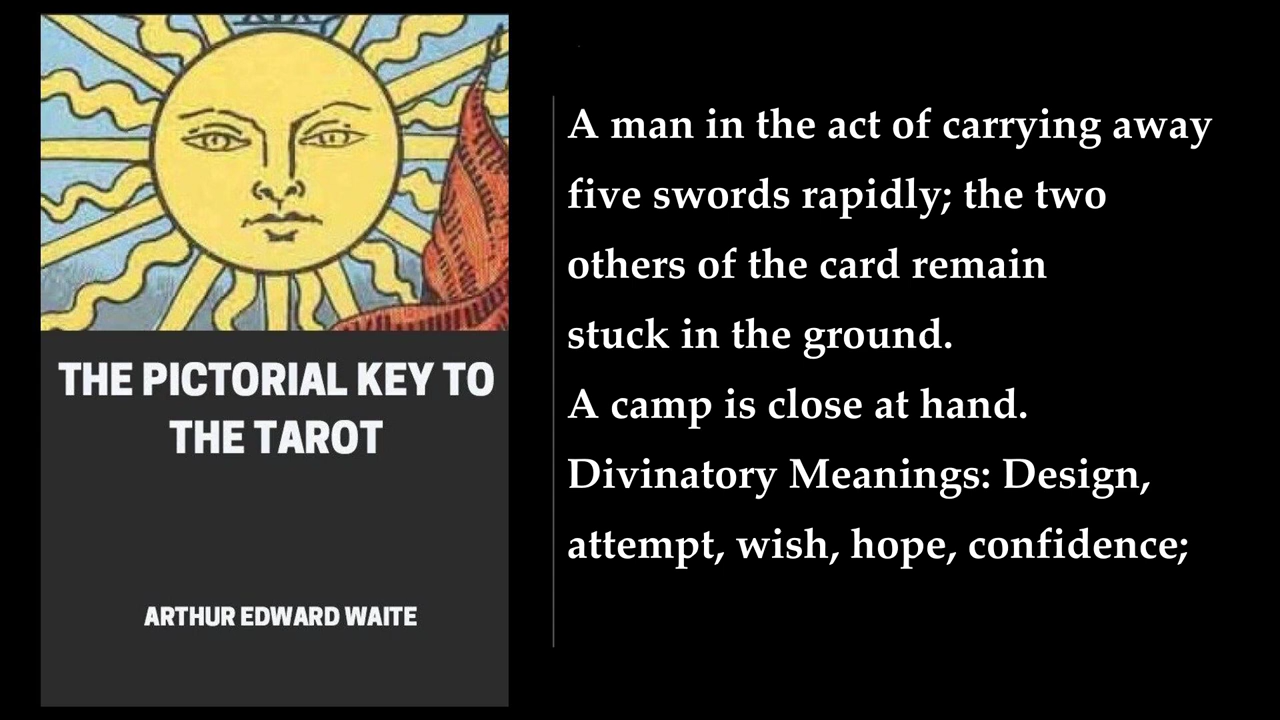 XIX
THE PICTORIAL KEY TO
THE TAROT
ARTHUR EDWARD WAITE
A man in the act of carrying away
five swords rapidly; the two
others of the card remain
stuck in the ground.
A camp is close at hand.
Divinatory Meanings: Design,
attempt, wish, hope, confidence;